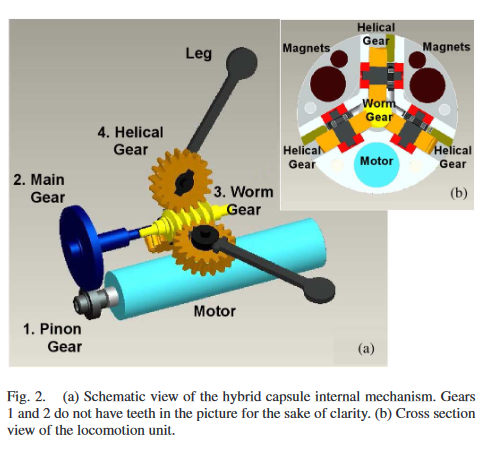 Leg
4. Helical
Gear
2. Main
Gear
3. Worm
Gear
Motor
1. Pinon
Gear
(a)
Helical
Gear
Magnets
Magnets
Worm
Gear
Helical
Gear
Motor
Helical
Gear
(b)
Fig. 2. (a) Schematic view of the hybrid capsule internal mechanism. Gears
1 and 2 do not have teeth in the picture for the sake of clarity. (b) Cross section
view of the locomotion unit.